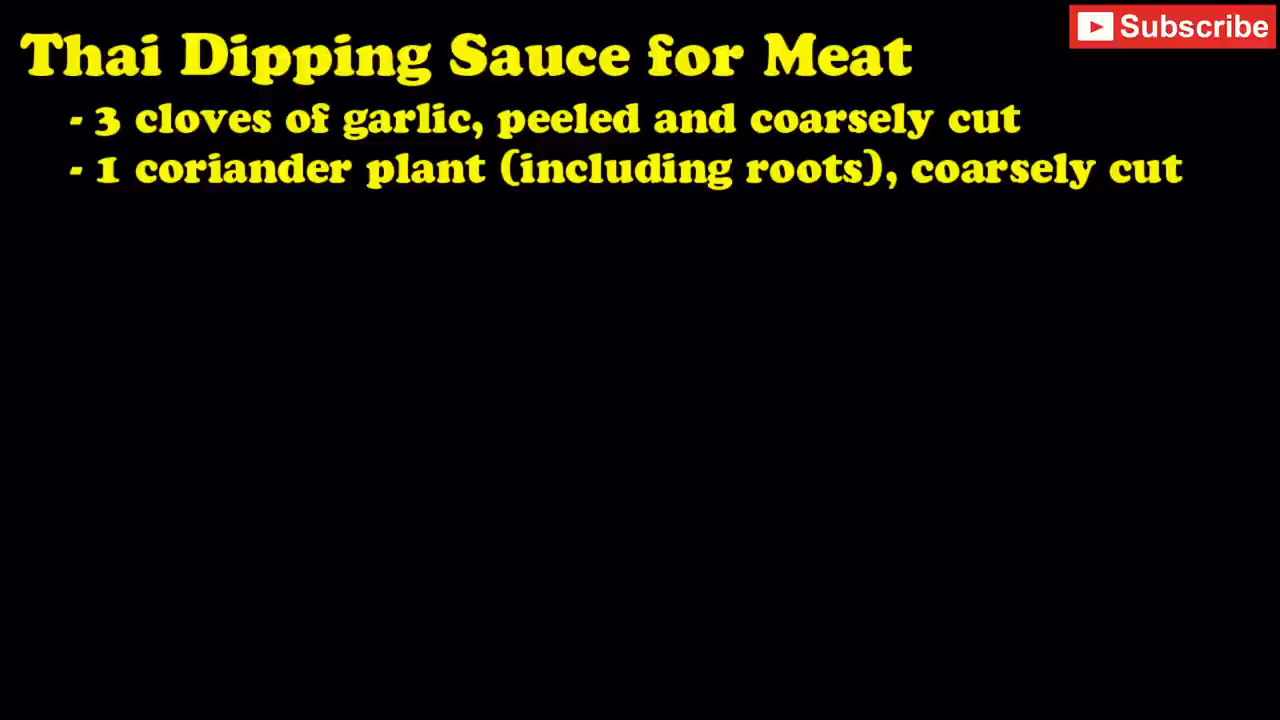 Subscribe
Thai Dipping Sauce for Meat
- 3 cloves of garlic, peeled and coarsely cut
- 1 coriander plant (including roots), coarsely cut